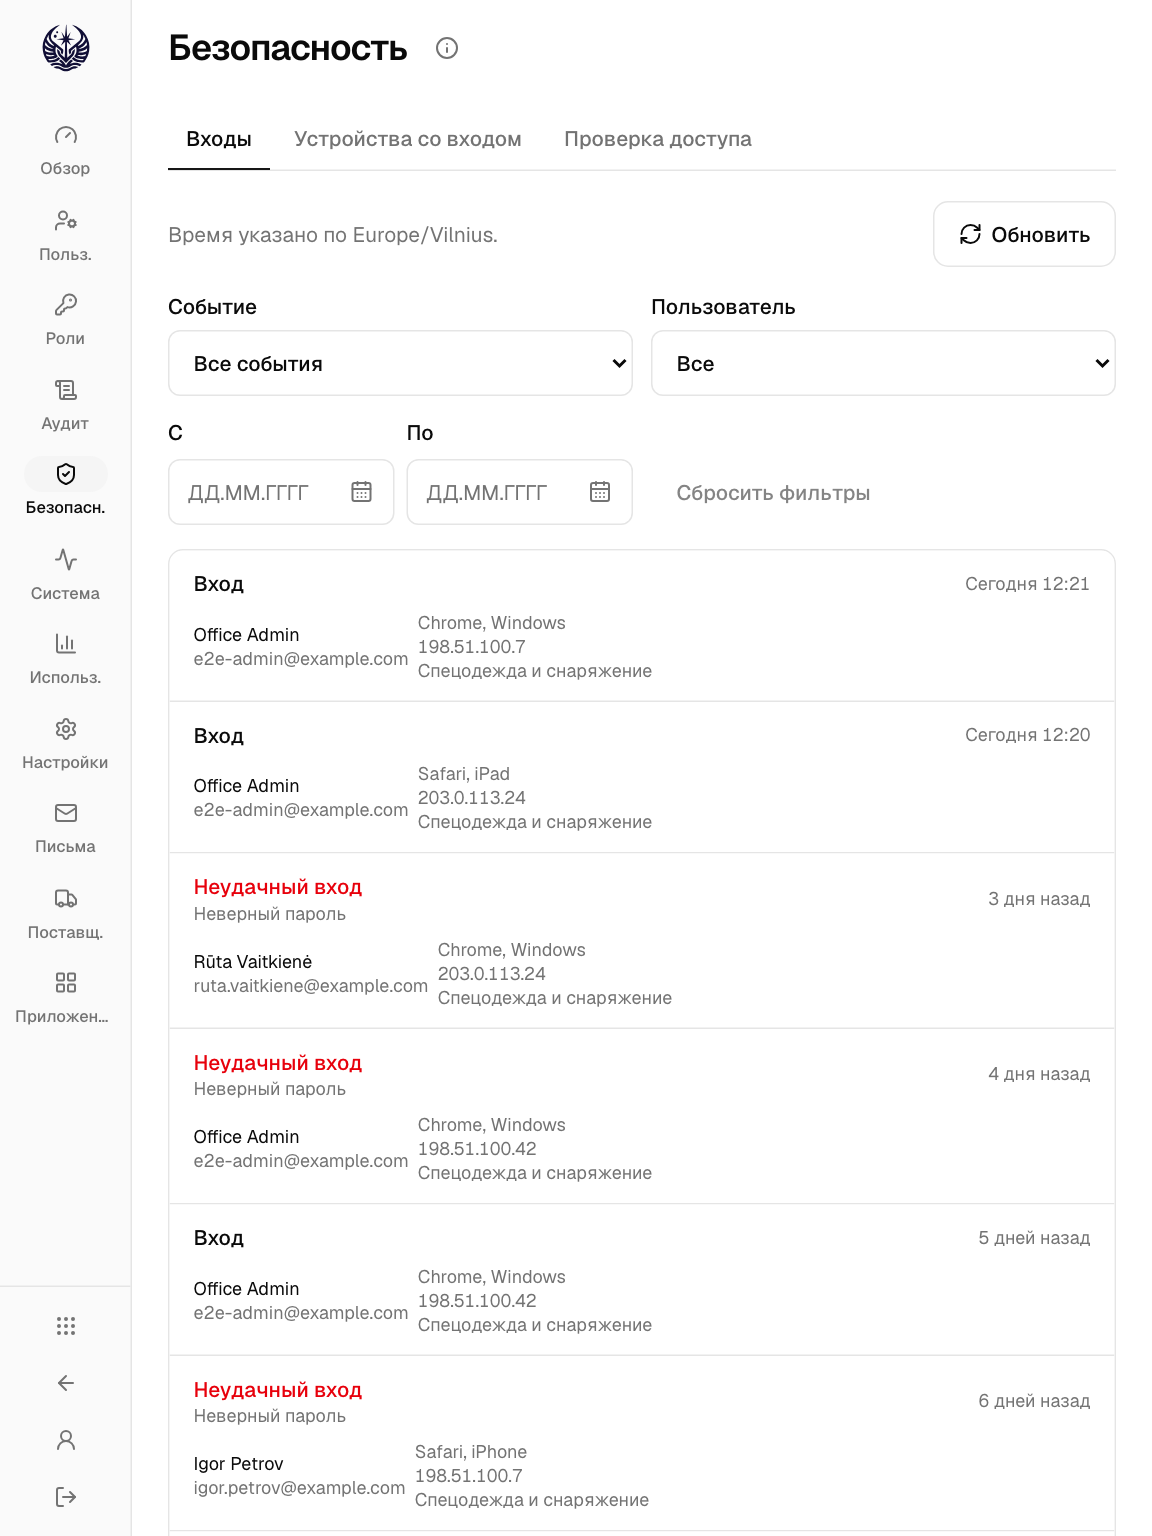 Безопасность
Обзор
Польз.
Роли
Аудит
Безопасн.
Система
Использ.
Настройки
Письма
Поставщ.
Приложен...
Входы
Устройства со входом
Проверка доступа
Время указано по Europe/Vilnius.
Обновить
Событие
Пользователь
Все события
Все
С
По
ДД.ММ.ГГГГ
ДД.ММ.ГГГГ
Сбросить фильтры
Вход
Сегодня 12:21
Office Admin
e2e-admin@example.com
Chrome, Windows
198.51.100.7
Спецодежда и снаряжение
Вход
Сегодня 12:20
Office Admin
e2e-admin@example.com
Safari, iPad
203.0.113.24
Спецодежда и снаряжение
Неудачный вход
Неверный пароль
3 дня назад
Rūta Vaitkienė
ruta.vaitkiene@example.com
Chrome, Windows
203.0.113.24
Спецодежда и снаряжение
Неудачный вход
Неверный пароль
4 дня назад
Office Admin
e2e-admin@example.com
Chrome, Windows
198.51.100.42
Спецодежда и снаряжение
Вход
5 дней назад
Office Admin
e2e-admin@example.com
Chrome, Windows
198.51.100.42
Спецодежда и снаряжение
Неудачный вход
Неверный пароль
6 дней назад
Igor Petrov
igor.petrov@example.com
Safari, iPhone
198.51.100.7
Спецодежда и снаряжение